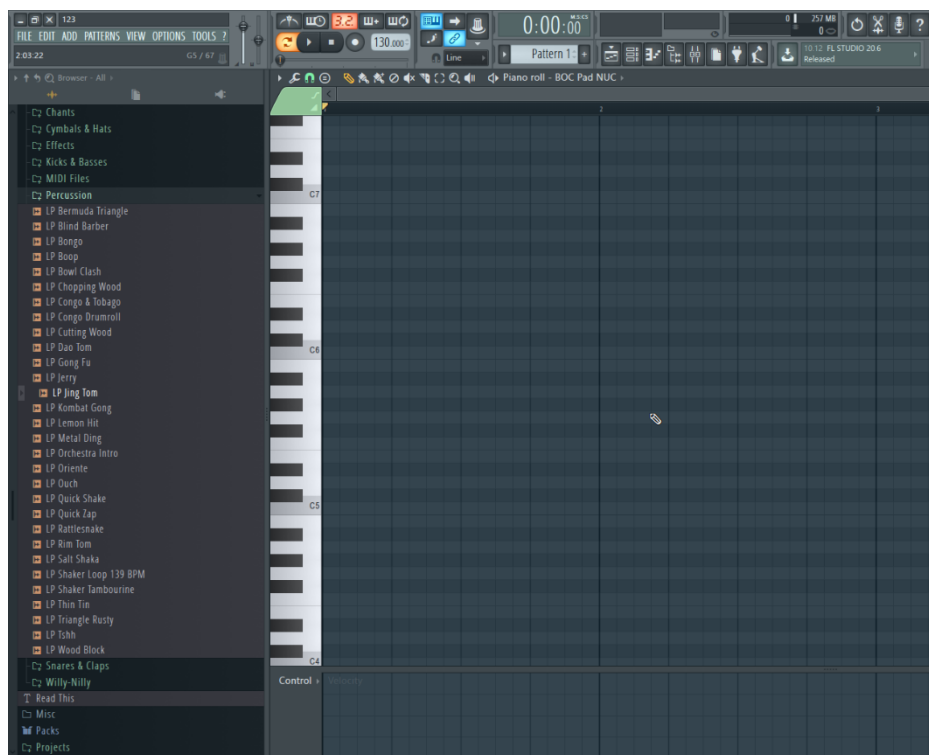 123
FILE EDIT ADD PATTERNS VIEW OPTIONS TOOLS ?
2:03:22 G5 / 67
3.2
130.000
Line
0:00:00 M:S:CS
Pattern 1
0 257 MB
0
10.12 FL STUDIO 20.6
Released
Browser - All
Piano roll - BOC Pad NUC
2 3
Chants
Cymbals & Hats
Effects
Kicks & Basses
MIDI Files
Percussion
LP Bermuda Triangle
LP Blind Barber
LP Bongo
LP Boop
LP Bowl Clash
LP Chopping Wood
LP Congo & Tobago
LP Congo Drumroll
LP Cutting Wood
LP Dao Tom
LP Gong Fu
LP Jerry
LP Jing Tom
LP Kombat Gong
LP Lemon Hit
LP Metal Ding
LP Orchestra Intro
LP Oriente
LP Ouch
LP Quick Shake
LP Quick Zap
LP Rattlesnake
LP Rim Tom
LP Salt Shaka
LP Shaker Loop 139 BPM
LP Shaker Tambourine
LP Thin Tin
LP Triangle Rusty
LP Tshh
LP Wood Block
Snares & Claps
Willy-Nilly
Read This
Misc
Packs
Projects
C7
C6
C5
C4
Control
Velocity